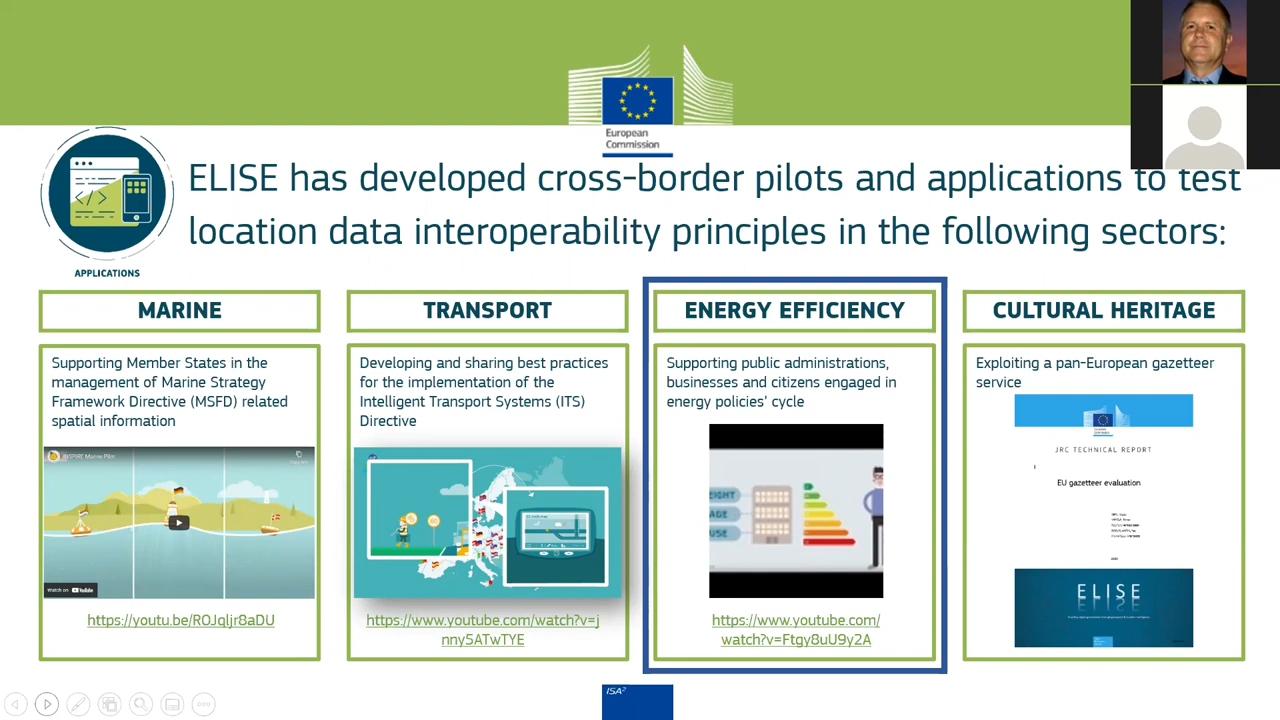 European
Commission
ELISE has developed cross-border pilots and applications to test
location data interoperability principles in the following sectors:
APPLICATIONS
MARINE
Supporting Member States in the
management of Marine Strategy
Framework Directive (MSFD) related
spatial information
INSPIRE Marine Pilot
Watch on YouTube
https://youtu.be/ROJqljr8aDU
TRANSPORT
Developing and sharing best practices
for the implementation of the
Intelligent Transport Systems (ITS)
Directive
https://www.youtube.com/watch?v=j
nny5ATwTYE
ENERGY EFFICIENCY
Supporting public administrations,
businesses and citizens engaged in
energy policies' cycle
EIGHT
AGE
USE
https://www.youtube.com/
watch?v=Ftgy8uU9y2A
CULTURAL HERITAGE
Exploiting a pan-European gazetteer
service
JRC TECHNICAL REPORT
EU gazetteer evaluation
ELISE
ISA²